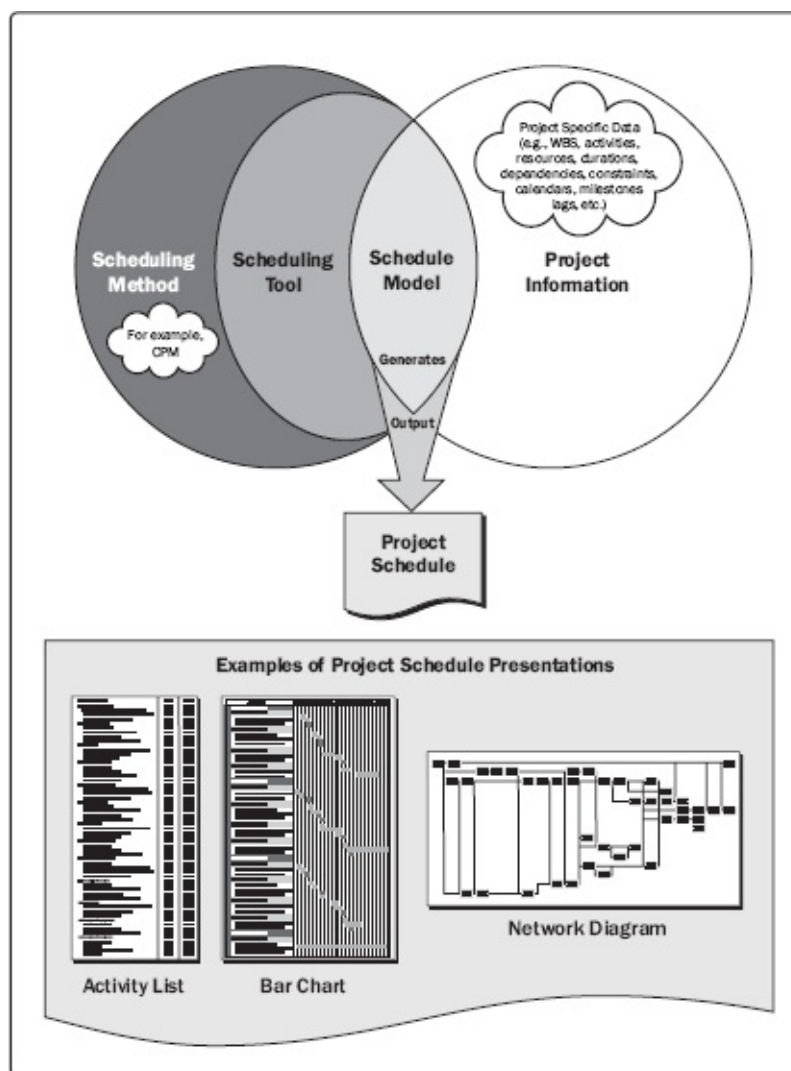 Project Specific Data
(e.g., WBS, activities,
resources, durations,
dependencies, constraints,
calendars, milestones
lags, etc.)
Scheduling
Method
Scheduling
Tool
Schedule
Model
Project
Information
For example,
CPM
Generates
Output
Project
Schedule
Examples of Project Schedule Presentations
Activity List
Bar Chart
Network Diagram